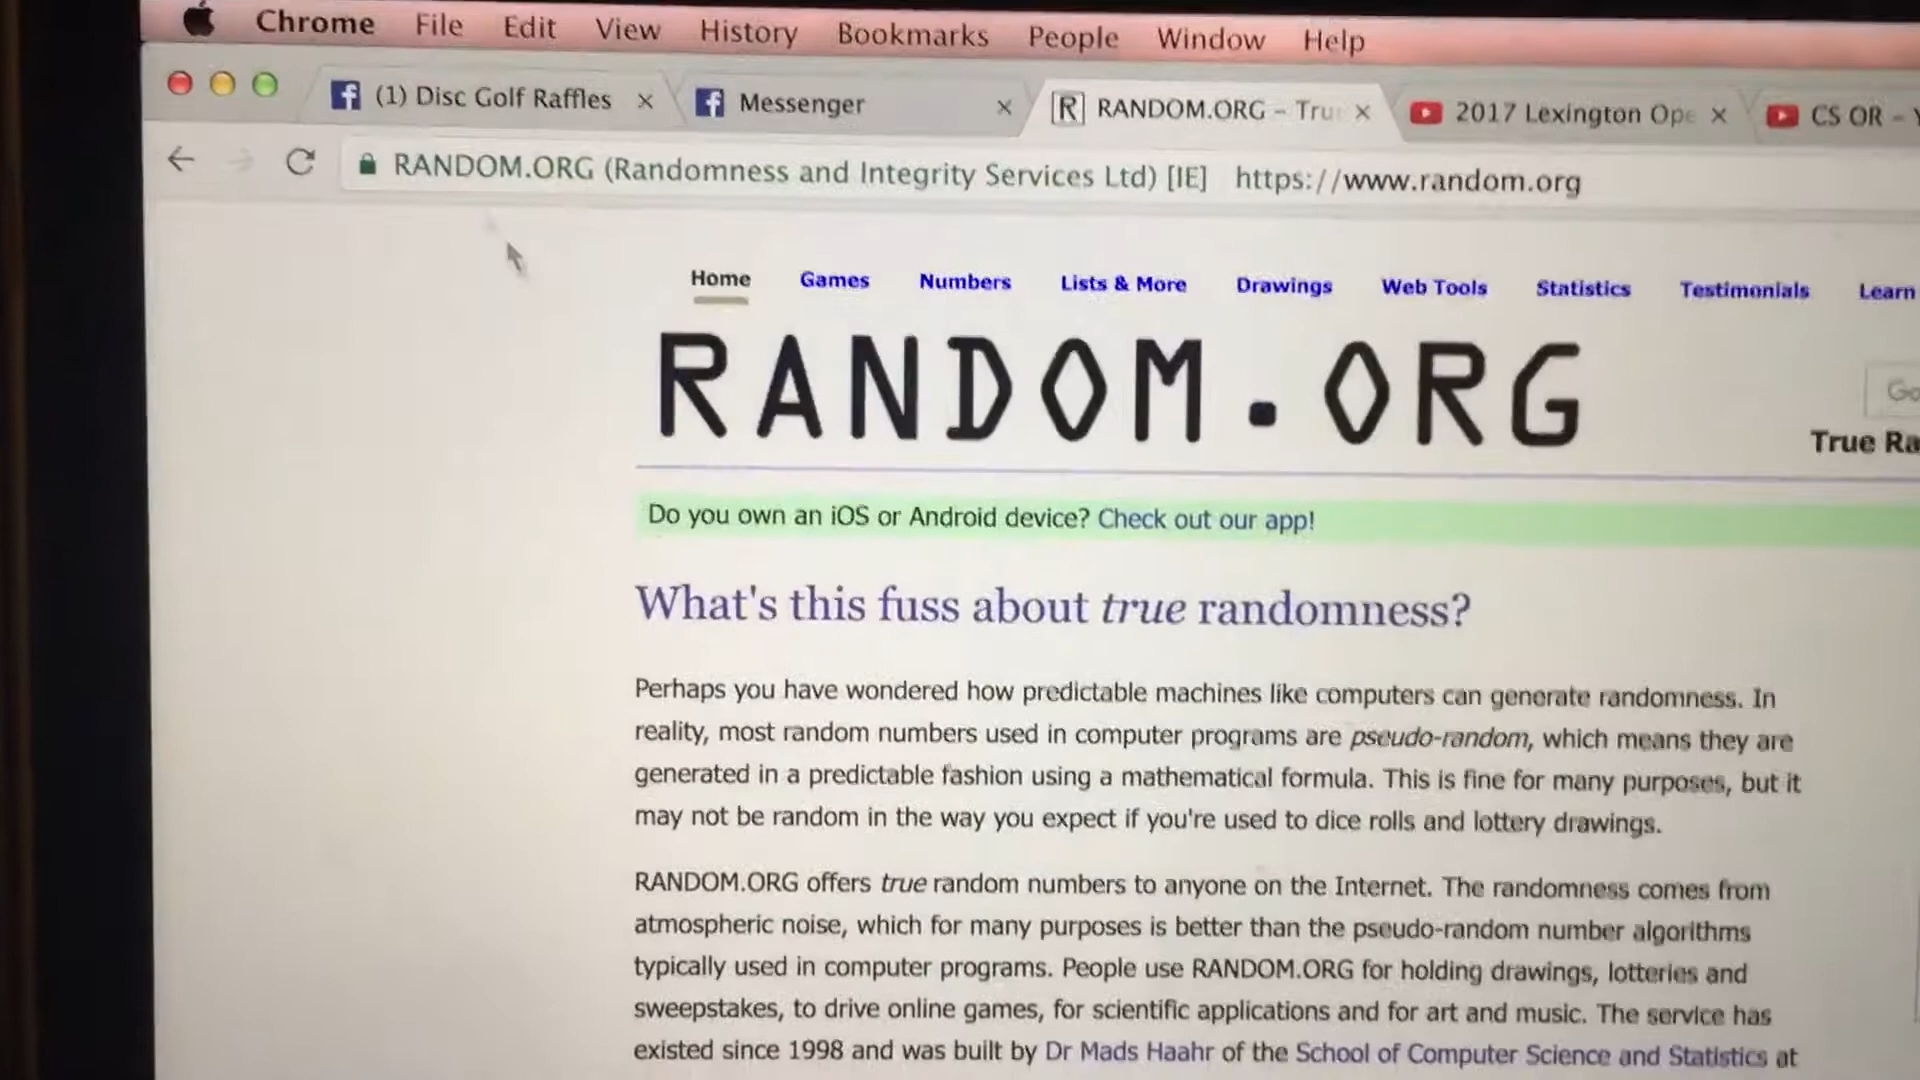 Chrome File Edit View History Bookmarks People Window Help
(1) Disc Golf Raffles Messenger RANDOM.ORG – Tru 2017 Lexington Ope CS OR –
RANDOM.ORG (Randomness and Integrity Services Ltd) [IE] https://www.random.org
Home Games Numbers Lists & More Drawings Web Tools Statistics Testimonials Learn
RANDOM.ORG
Go
True Ra
Do you own an iOS or Android device? Check out our app!
What's this fuss about true randomness?
Perhaps you have wondered how predictable machines like computers can generate randomness. In
reality, most random numbers used in computer programs are pseudo-random, which means they are
generated in a predictable fashion using a mathematical formula. This is fine for many purposes, but it
may not be random in the way you expect if you're used to dice rolls and lottery drawings.
RANDOM.ORG offers true random numbers to anyone on the Internet. The randomness comes from
atmospheric noise, which for many purposes is better than the pseudo-random number algorithms
typically used in computer programs. People use RANDOM.ORG for holding drawings, lotteries and
sweepstakes, to drive online games, for scientific applications and for art and music. The service has
existed since 1998 and was built by Dr Mads Haahr of the School of Computer Science and Statistics at